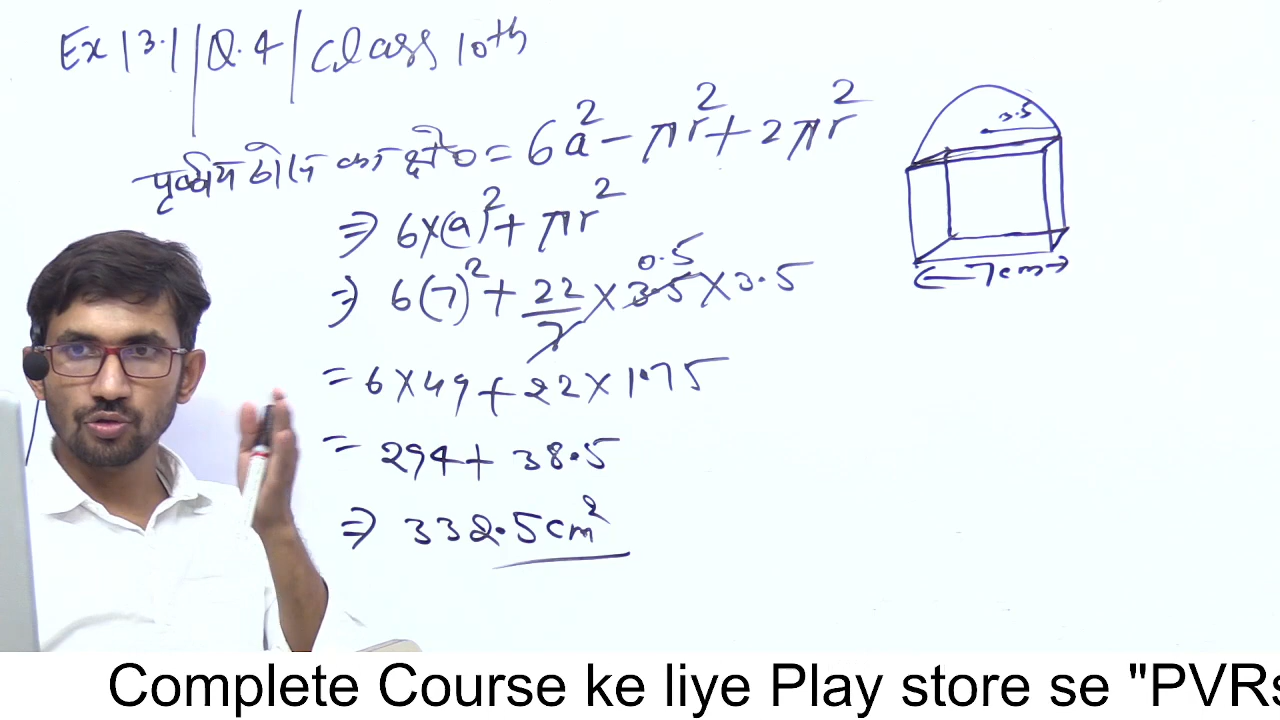 Ex 13.1 | Q.4 | Class 10th
पृष्ठीय ठोस का क्षे० = 6a² - πr² + 2πr²
3.5
⇒ 6×(a)² + πr²
⇒ 6(7)² + 22/7 × 3.5 × 3.5
0.5
7cm
= 6×49 + 22×1.75
= 294 + 38.5
⇒ 332.5cm²
Complete Course ke liye Play store se "PVRs